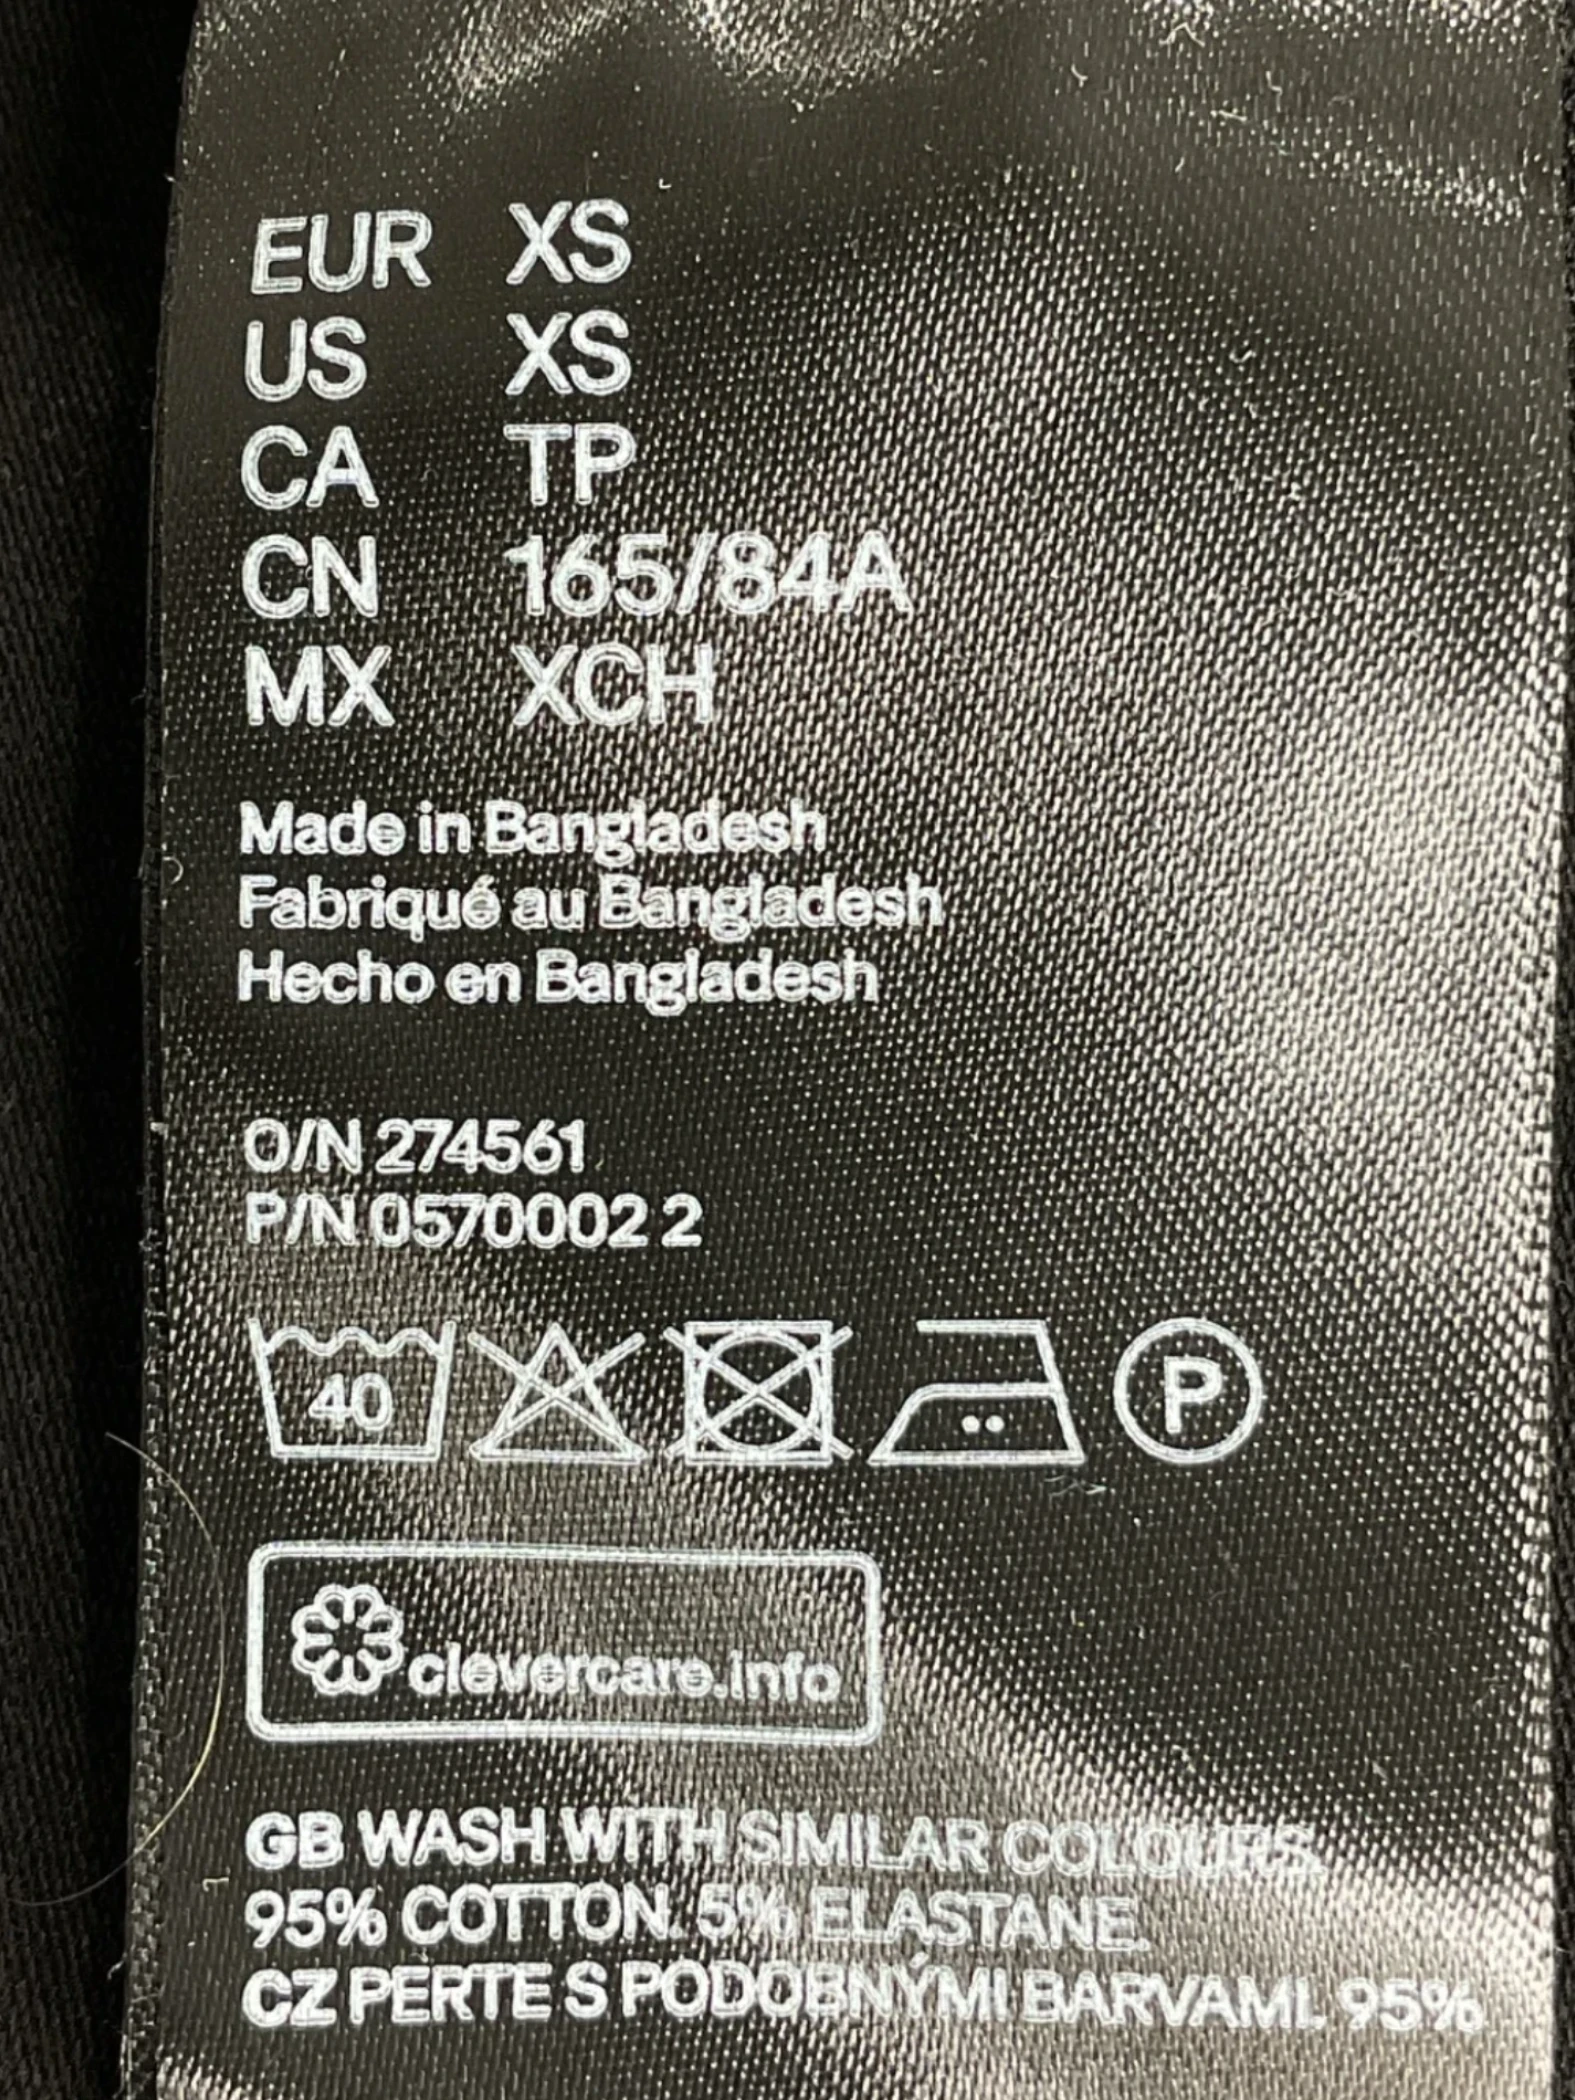 EUR XS
US XS
CA TP
CN 165/84A
MX XCH
Made in Bangladesh
Fabriqué au Bangladesh
Hecho en Bangladesh
O/N 274561
P/N 0570002 2
40
P
clevercare.info
GB WASH WITH SIMILAR COLOURS.
95% COTTON. 5% ELASTANE.
CZ PERTE S PODOBNÝMI BARVAMI. 95%